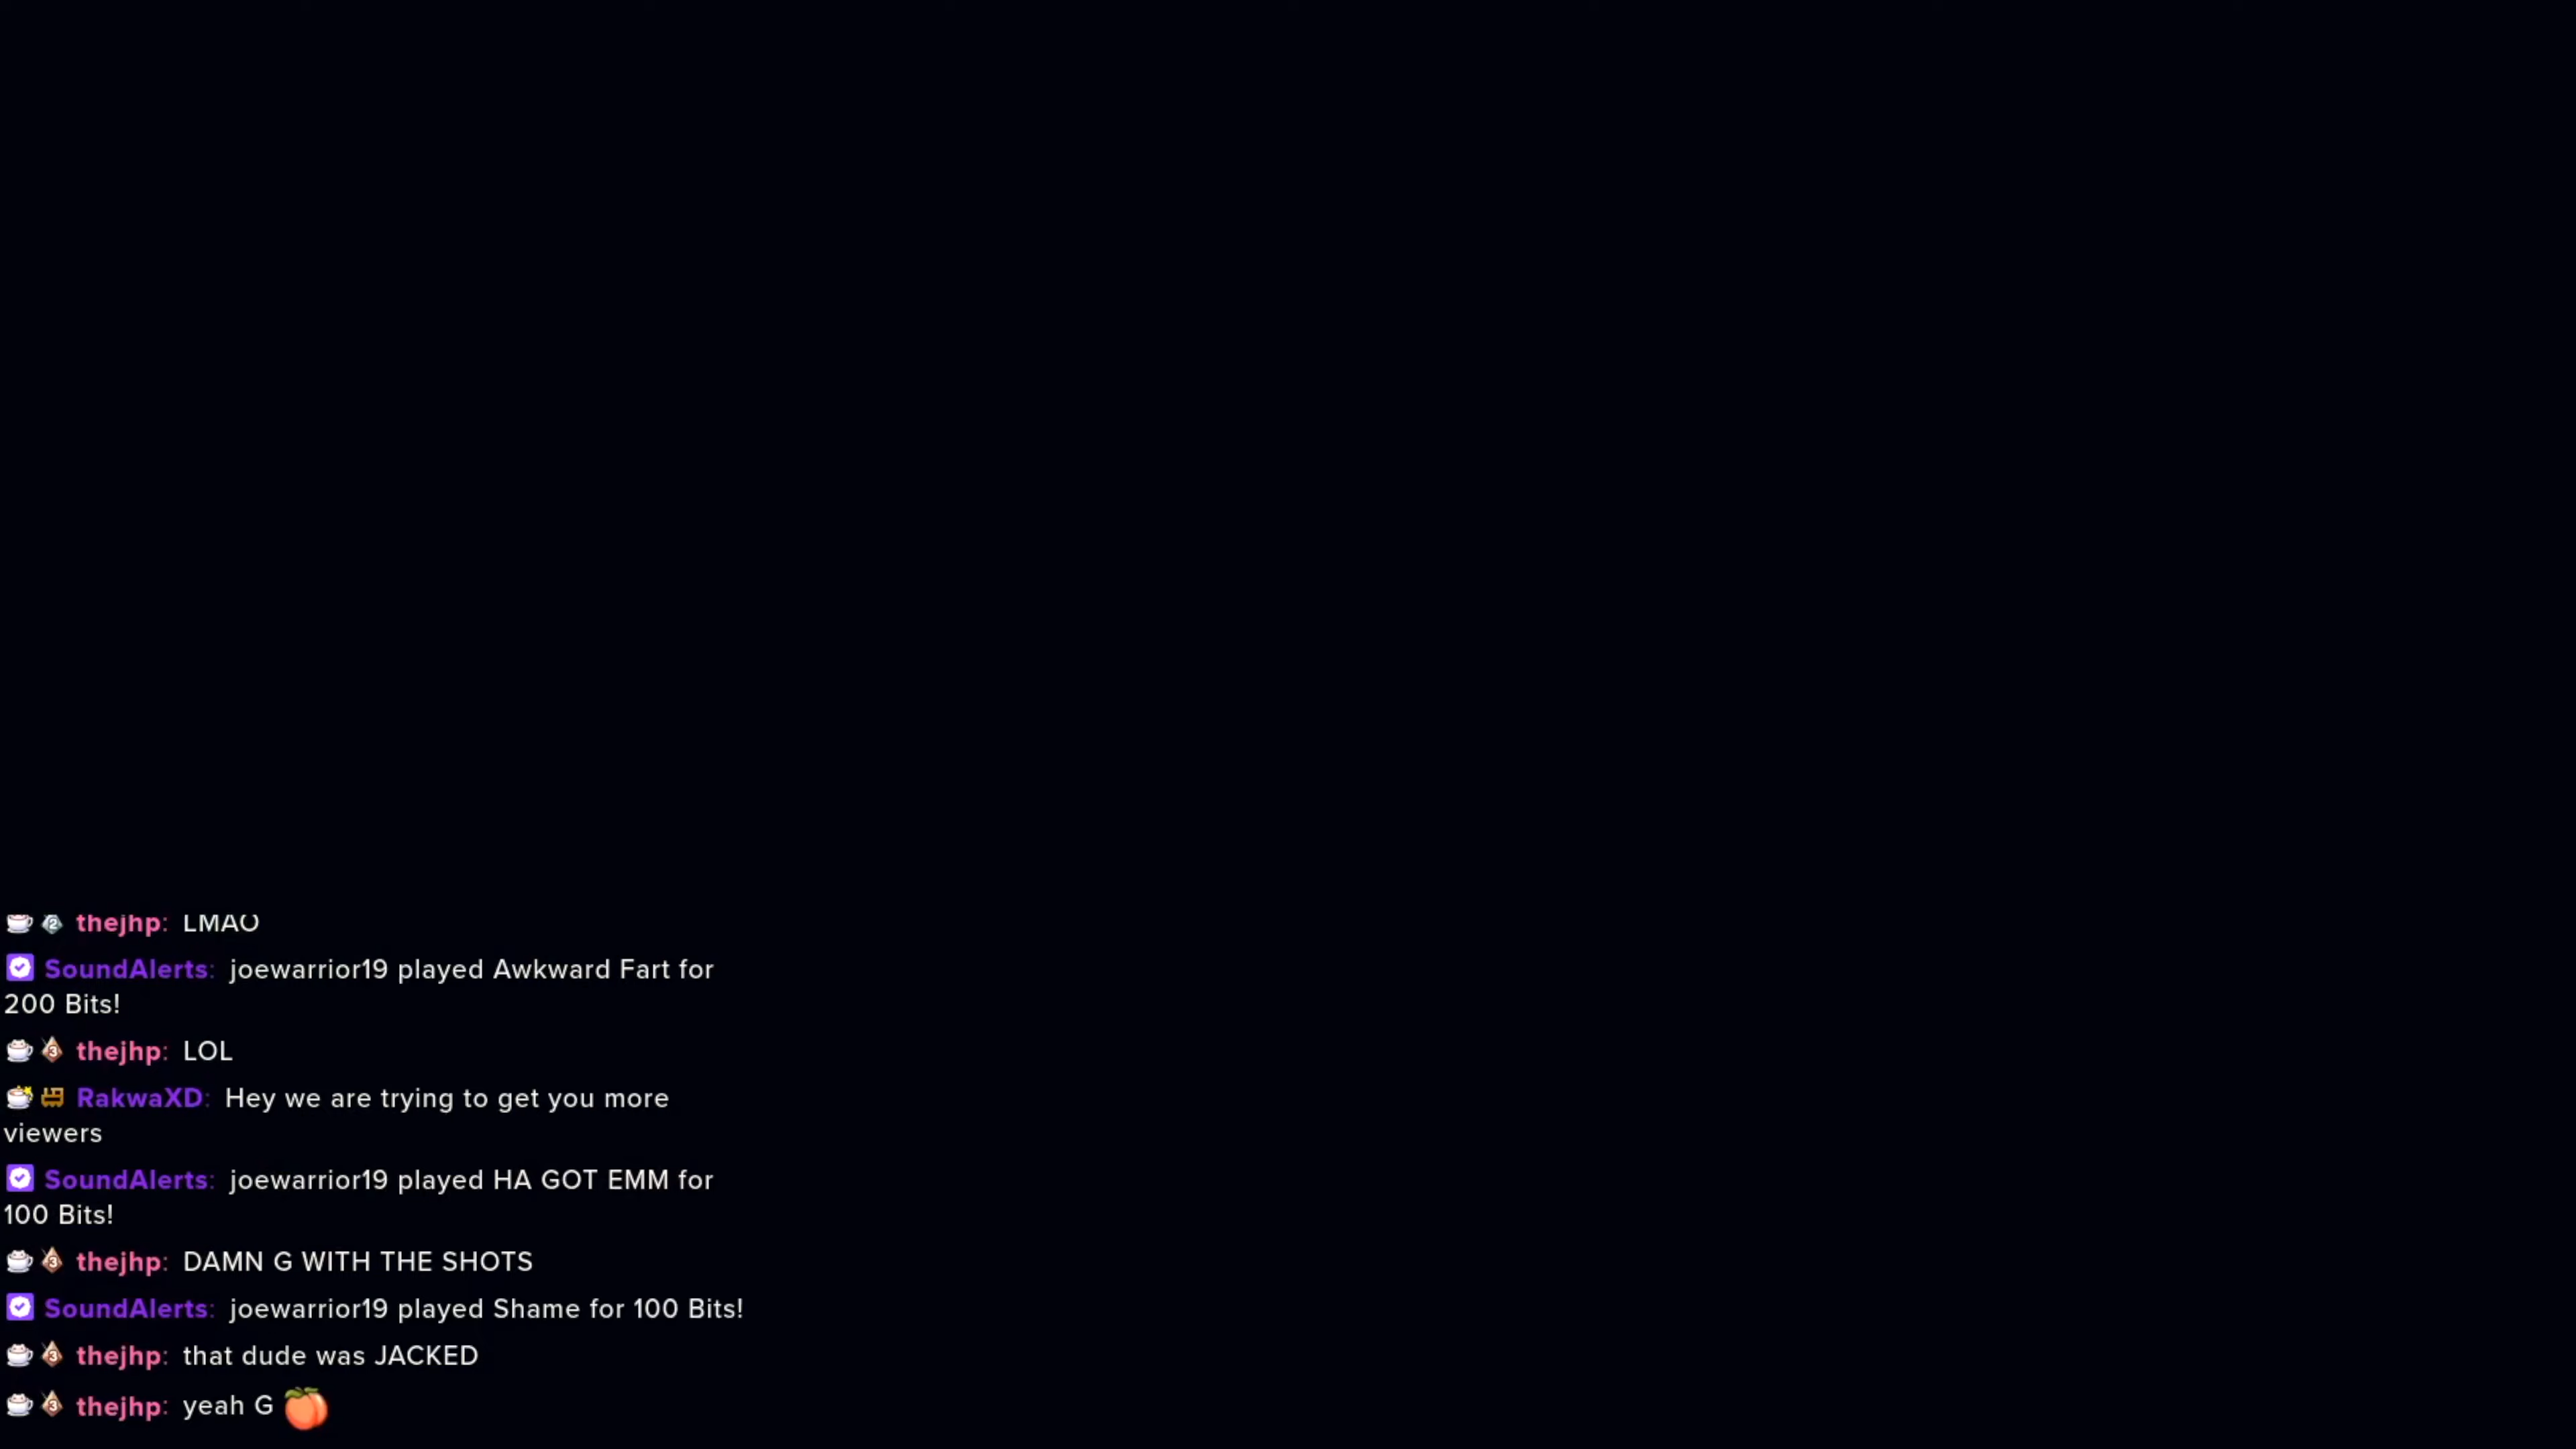 thejhp: LMAO
SoundAlerts: joewarrior19 played Awkward Fart for
200 Bits!
thejhp: LOL
RakwaXD: Hey we are trying to get you more
viewers
SoundAlerts: joewarrior19 played HA GOT EMM for
100 Bits!
thejhp: DAMN G WITH THE SHOTS
SoundAlerts: joewarrior19 played Shame for 100 Bits!
thejhp: that dude was JACKED
thejhp: yeah G